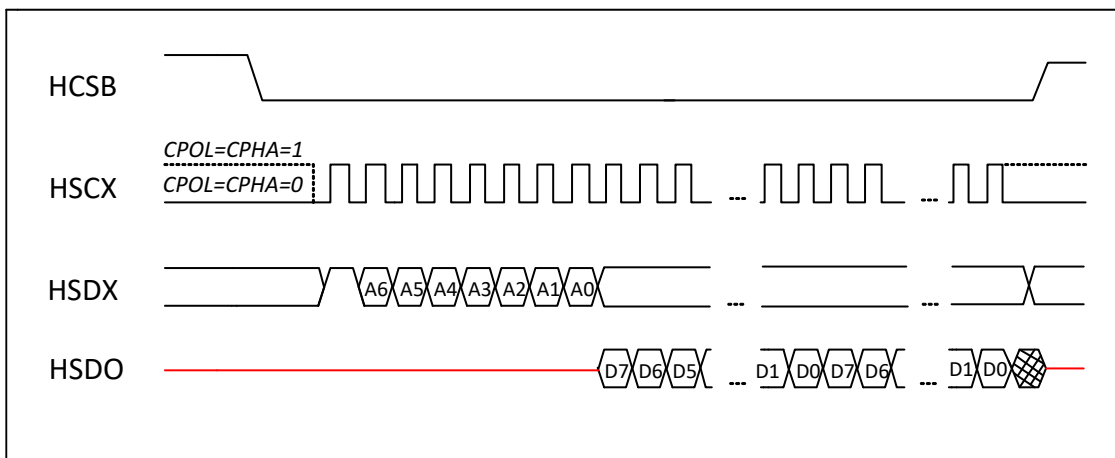 HCSB
CPOL=CPHA=1
CPOL=CPHA=0
HSCX
... ...
HSDX A6 A5 A4 A3 A2 A1 A0 ... ...
HSDO D7 D6 D5 ... D1 D0 D7 D6 ... D1 D0